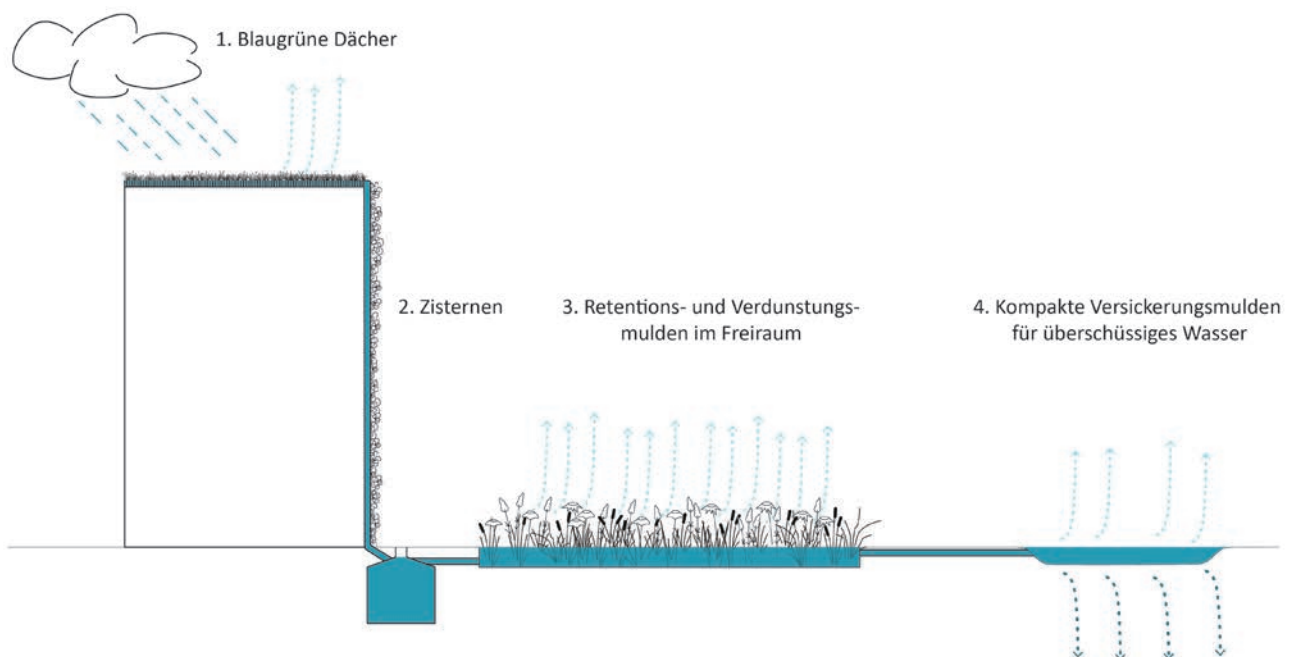 1. Blaugrüne Dächer
2. Zisternen
3. Retentions- und Verdunstungs-
mulden im Freiraum
4. Kompakte Versickerungsmulden
für überschüssiges Wasser